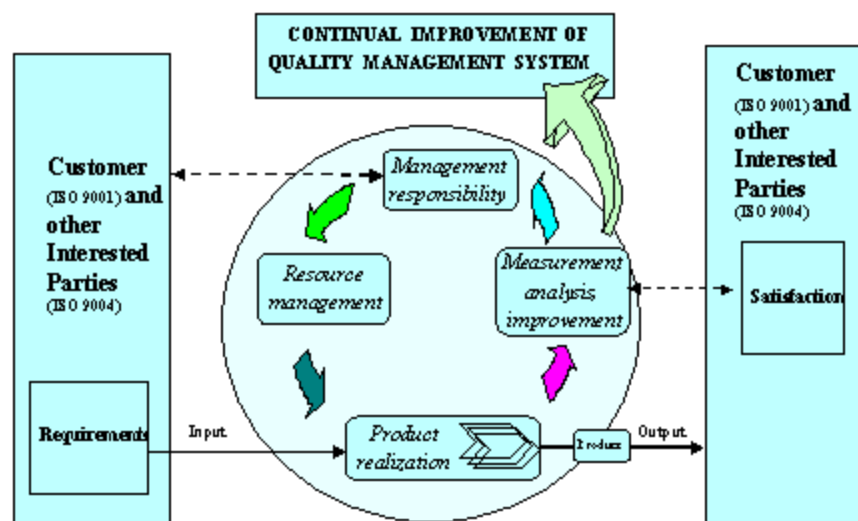 CONTINUAL IMPROVEMENT OF
QUALITY MANAGEMENT SYSTEM
Customer
(ISO 9001) and
other
Interested
Parties
(ISO 9004)
Requirements
Input
Management
responsibility
Resource
management
Measurement
analysis,
improvement
Product
realization
Product
Output
Customer
(ISO 9001) and
other
Interested
Parties
(ISO 9004)
Satisfaction